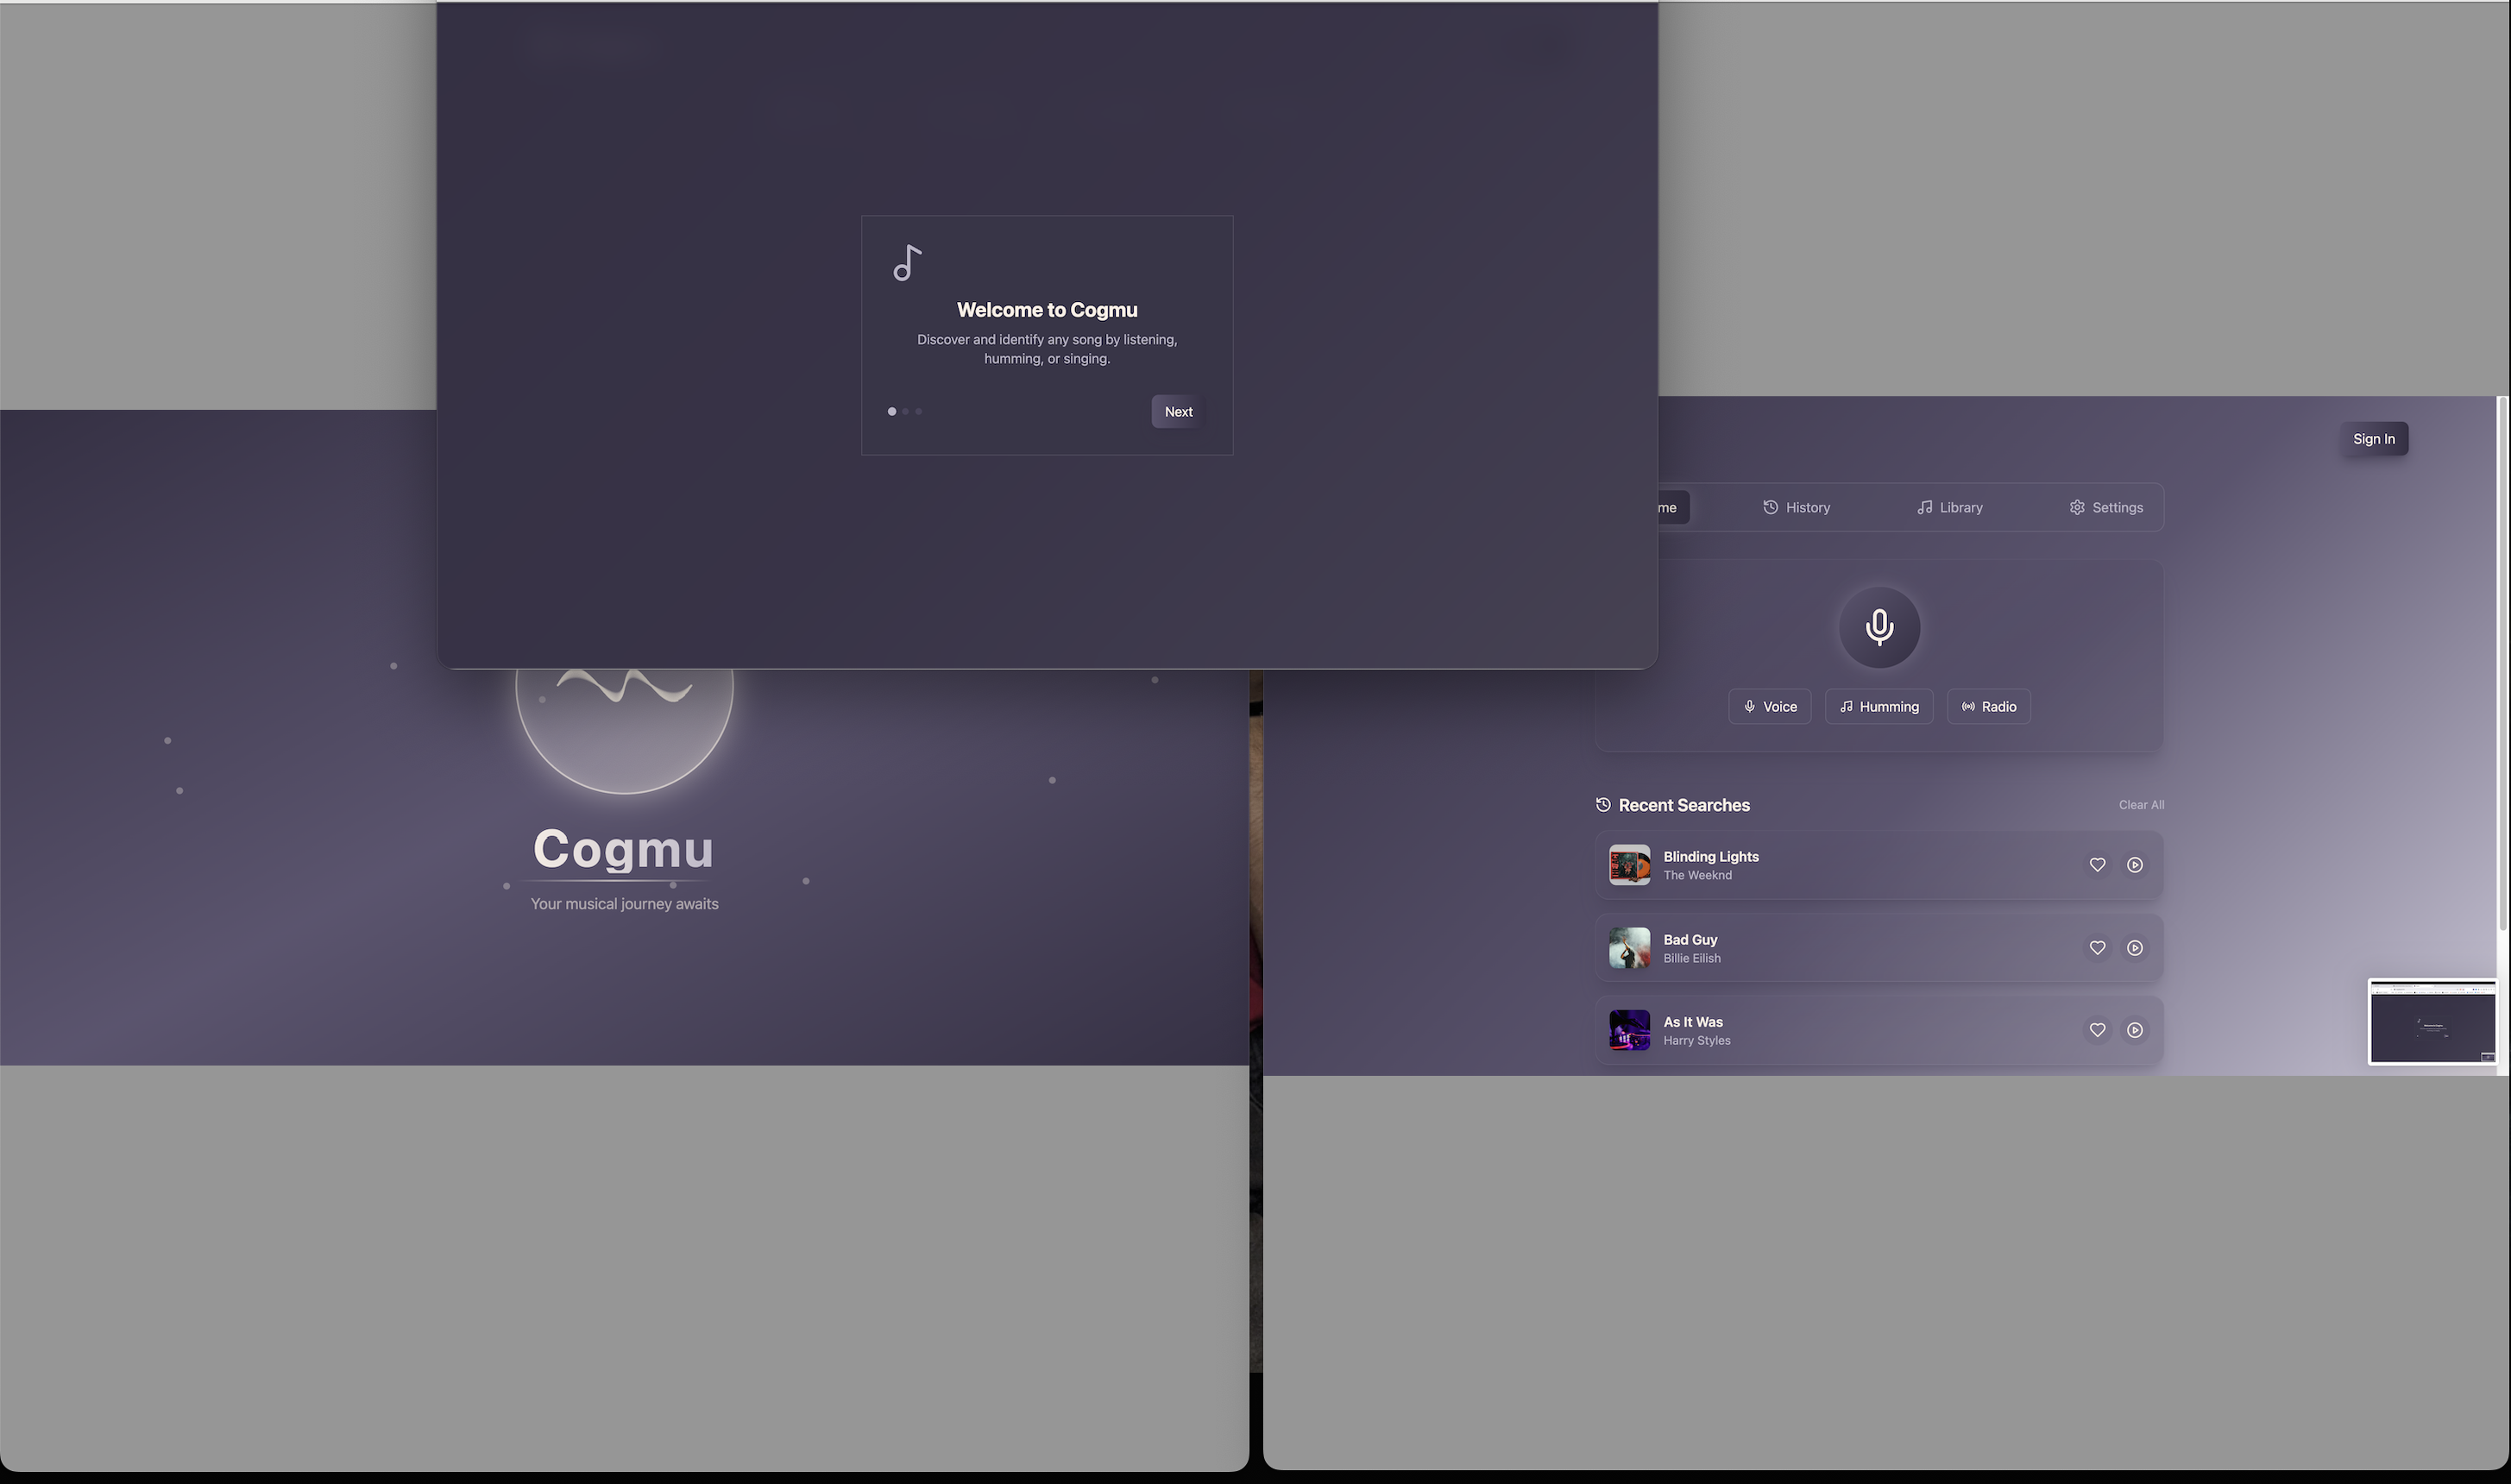 Welcome to Cogmu
Discover and identify any song by listening,
humming, or singing.
Next
Cogmu
Your musical journey awaits
Sign In
me
History
Library
Settings
Voice
Humming
Radio
Recent Searches
Clear All
Blinding Lights
The Weeknd
Bad Guy
Billie Eilish
As It Was
Harry Styles